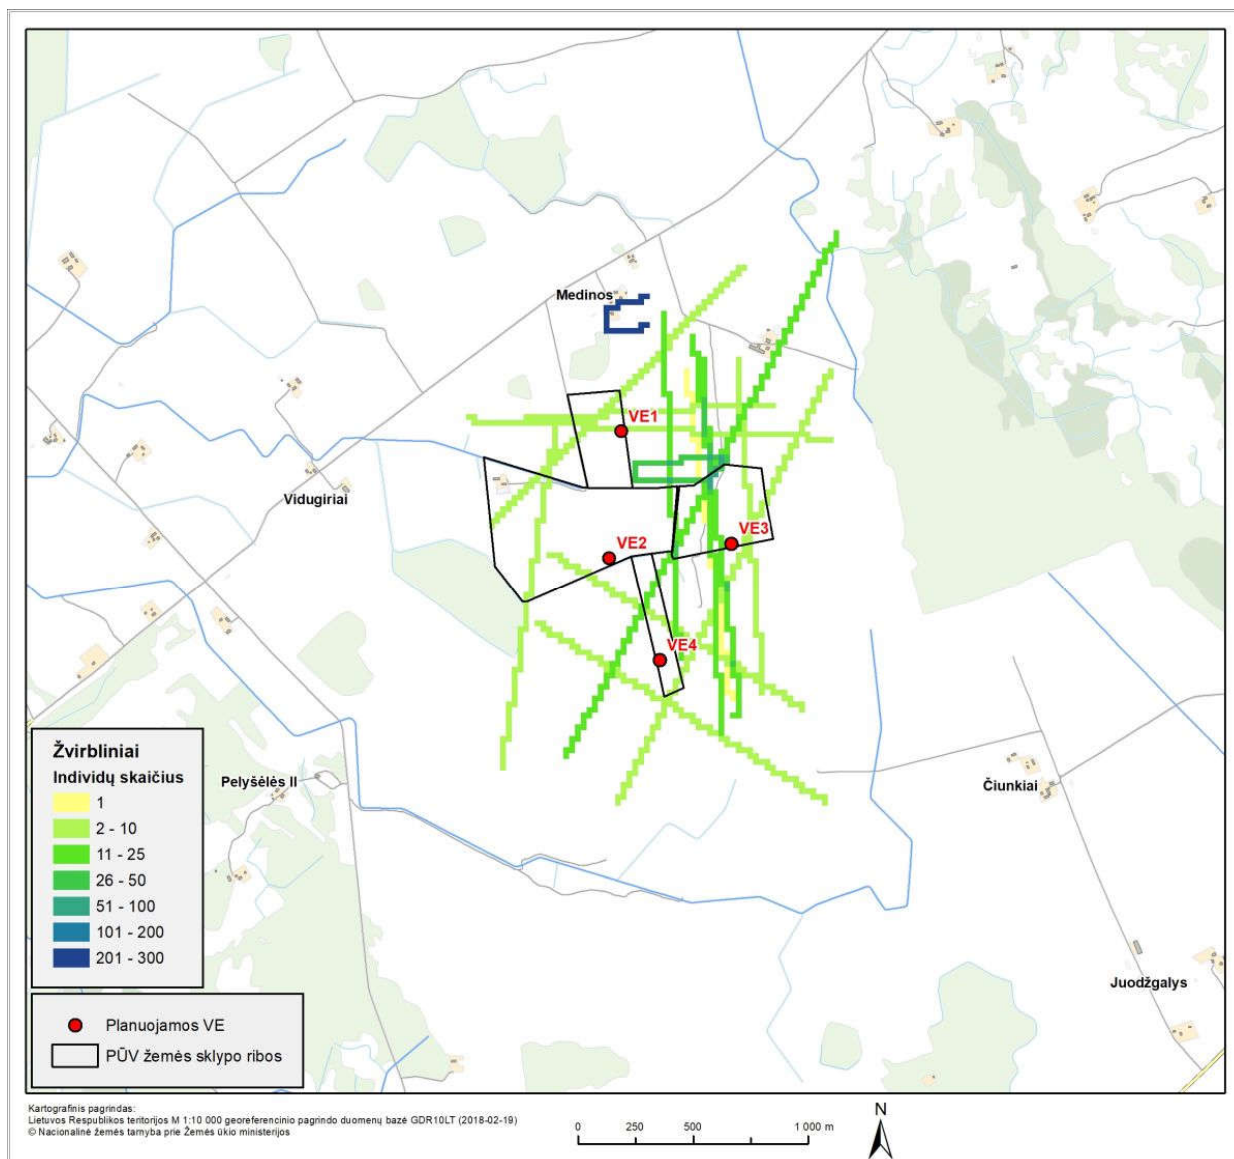 Medinos
VE1
VE3
VE2
VE4
Vidugiriai
Pelyšėlės II
Čiunkiai
Juodžgalys
Žvirbliniai
Individų skaičius
1
2 - 10
11 - 25
26 - 50
51 - 100
101 - 200
201 - 300
Planuojamos VE
PŪV žemės sklypo ribos
Kartografinis pagrindas:
Lietuvos Respublikos teritorijos M 1:10 000 georeferencinio pagrindo duomenų bazė GDR10LT (2018-02-19)
© Nacionalinė žemės tarnyba prie Žemės ūkio ministerijos
0 250 500 1 000 m
N